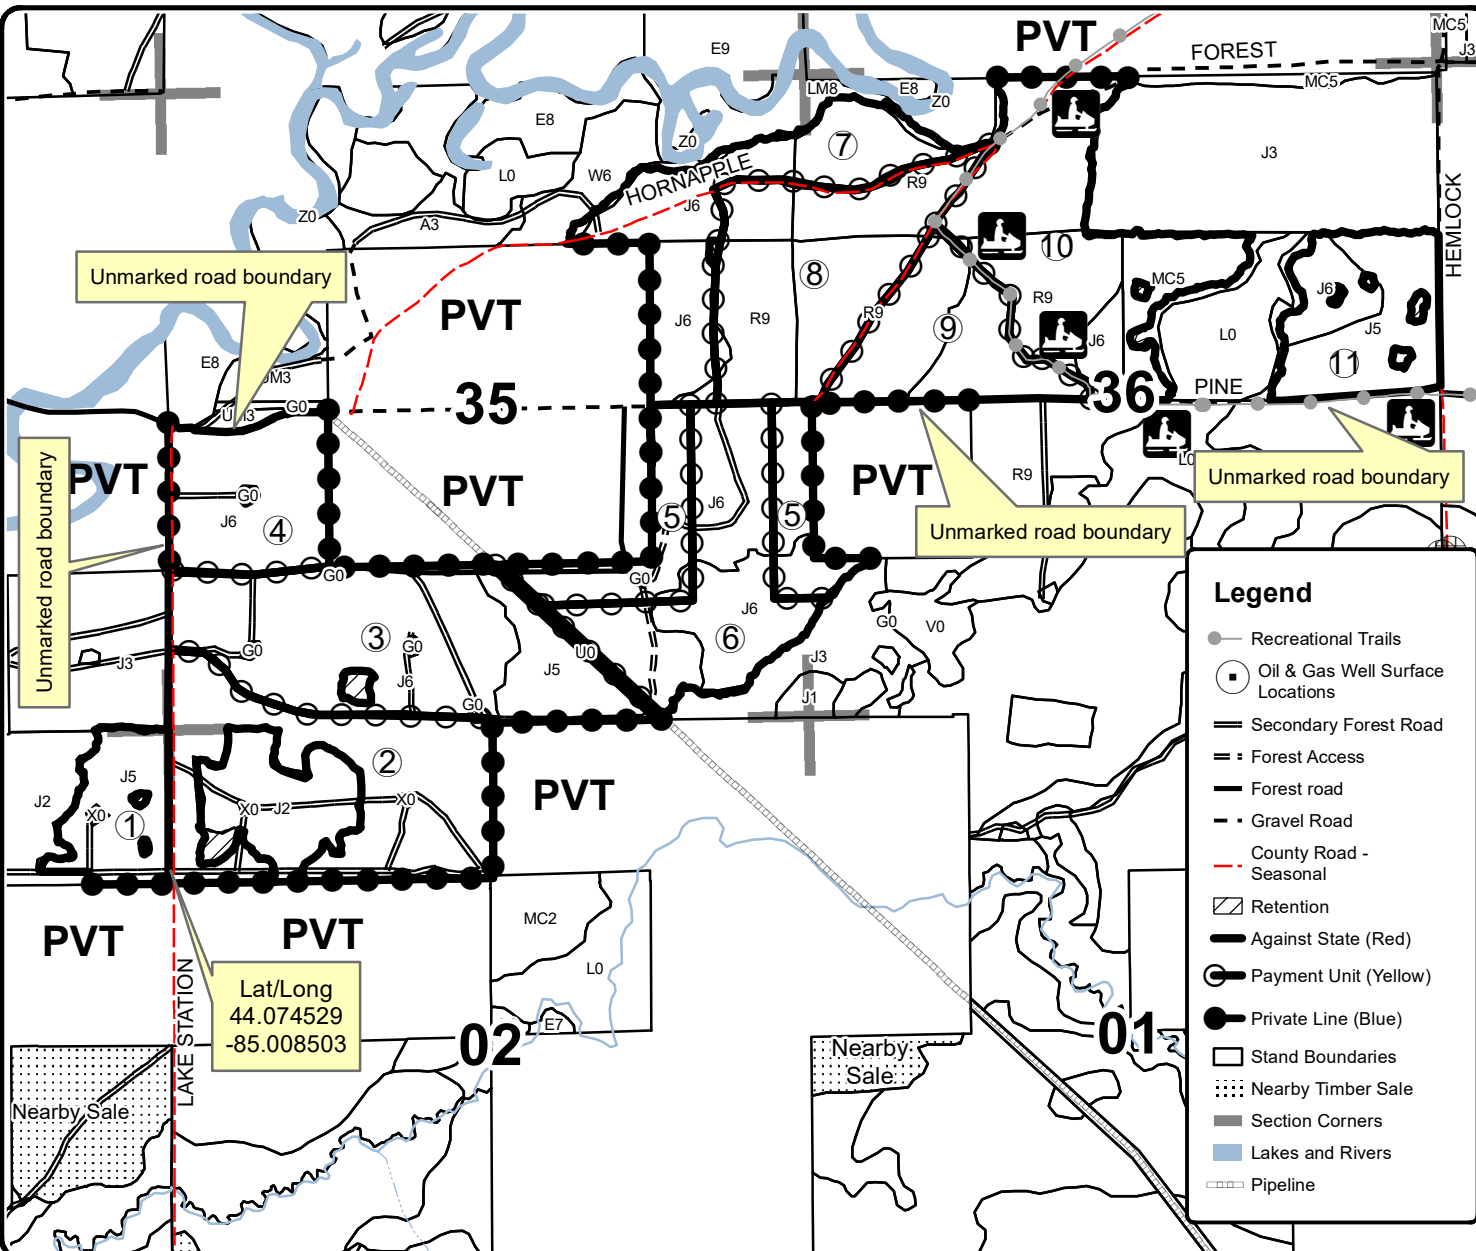 PVT
FOREST
MC5
J3
E9
LM8
E8
Z0
MC5
E8
Z0
7
J3
L0
W6
HORNAPPLE
R9
J6
Z0
A3
HEMLOCK
Unmarked road boundary
10
8
MC5
J6
PVT
J6
R9
R9
R9
9
J6
L0
J5
11
E8
UM3
UM3
G0
35
36
PINE
PVT
PVT
PVT
L0
Unmarked road boundary
R9
G0
J6
4
5
J6
5
Unmarked road boundary
Unmarked road boundary
G0
G0
J6
G0
V0
3
G0
G0
J6
U0
J5
6
J3
J3
J1
G0
2
J5
J2
X0
1
X0
J2
X0
PVT
PVT
PVT
MC2
L0
E7
LAKE STATION
Lat/Long
44.074529
-85.008503
02
01
Nearby
Sale
Nearby Sale
Legend
Recreational Trails
Oil & Gas Well Surface
Locations
Secondary Forest Road
Forest Access
Forest road
Gravel Road
County Road -
Seasonal
Retention
Against State (Red)
Payment Unit (Yellow)
Private Line (Blue)
Stand Boundaries
Nearby Timber Sale
Section Corners
Lakes and Rivers
Pipeline